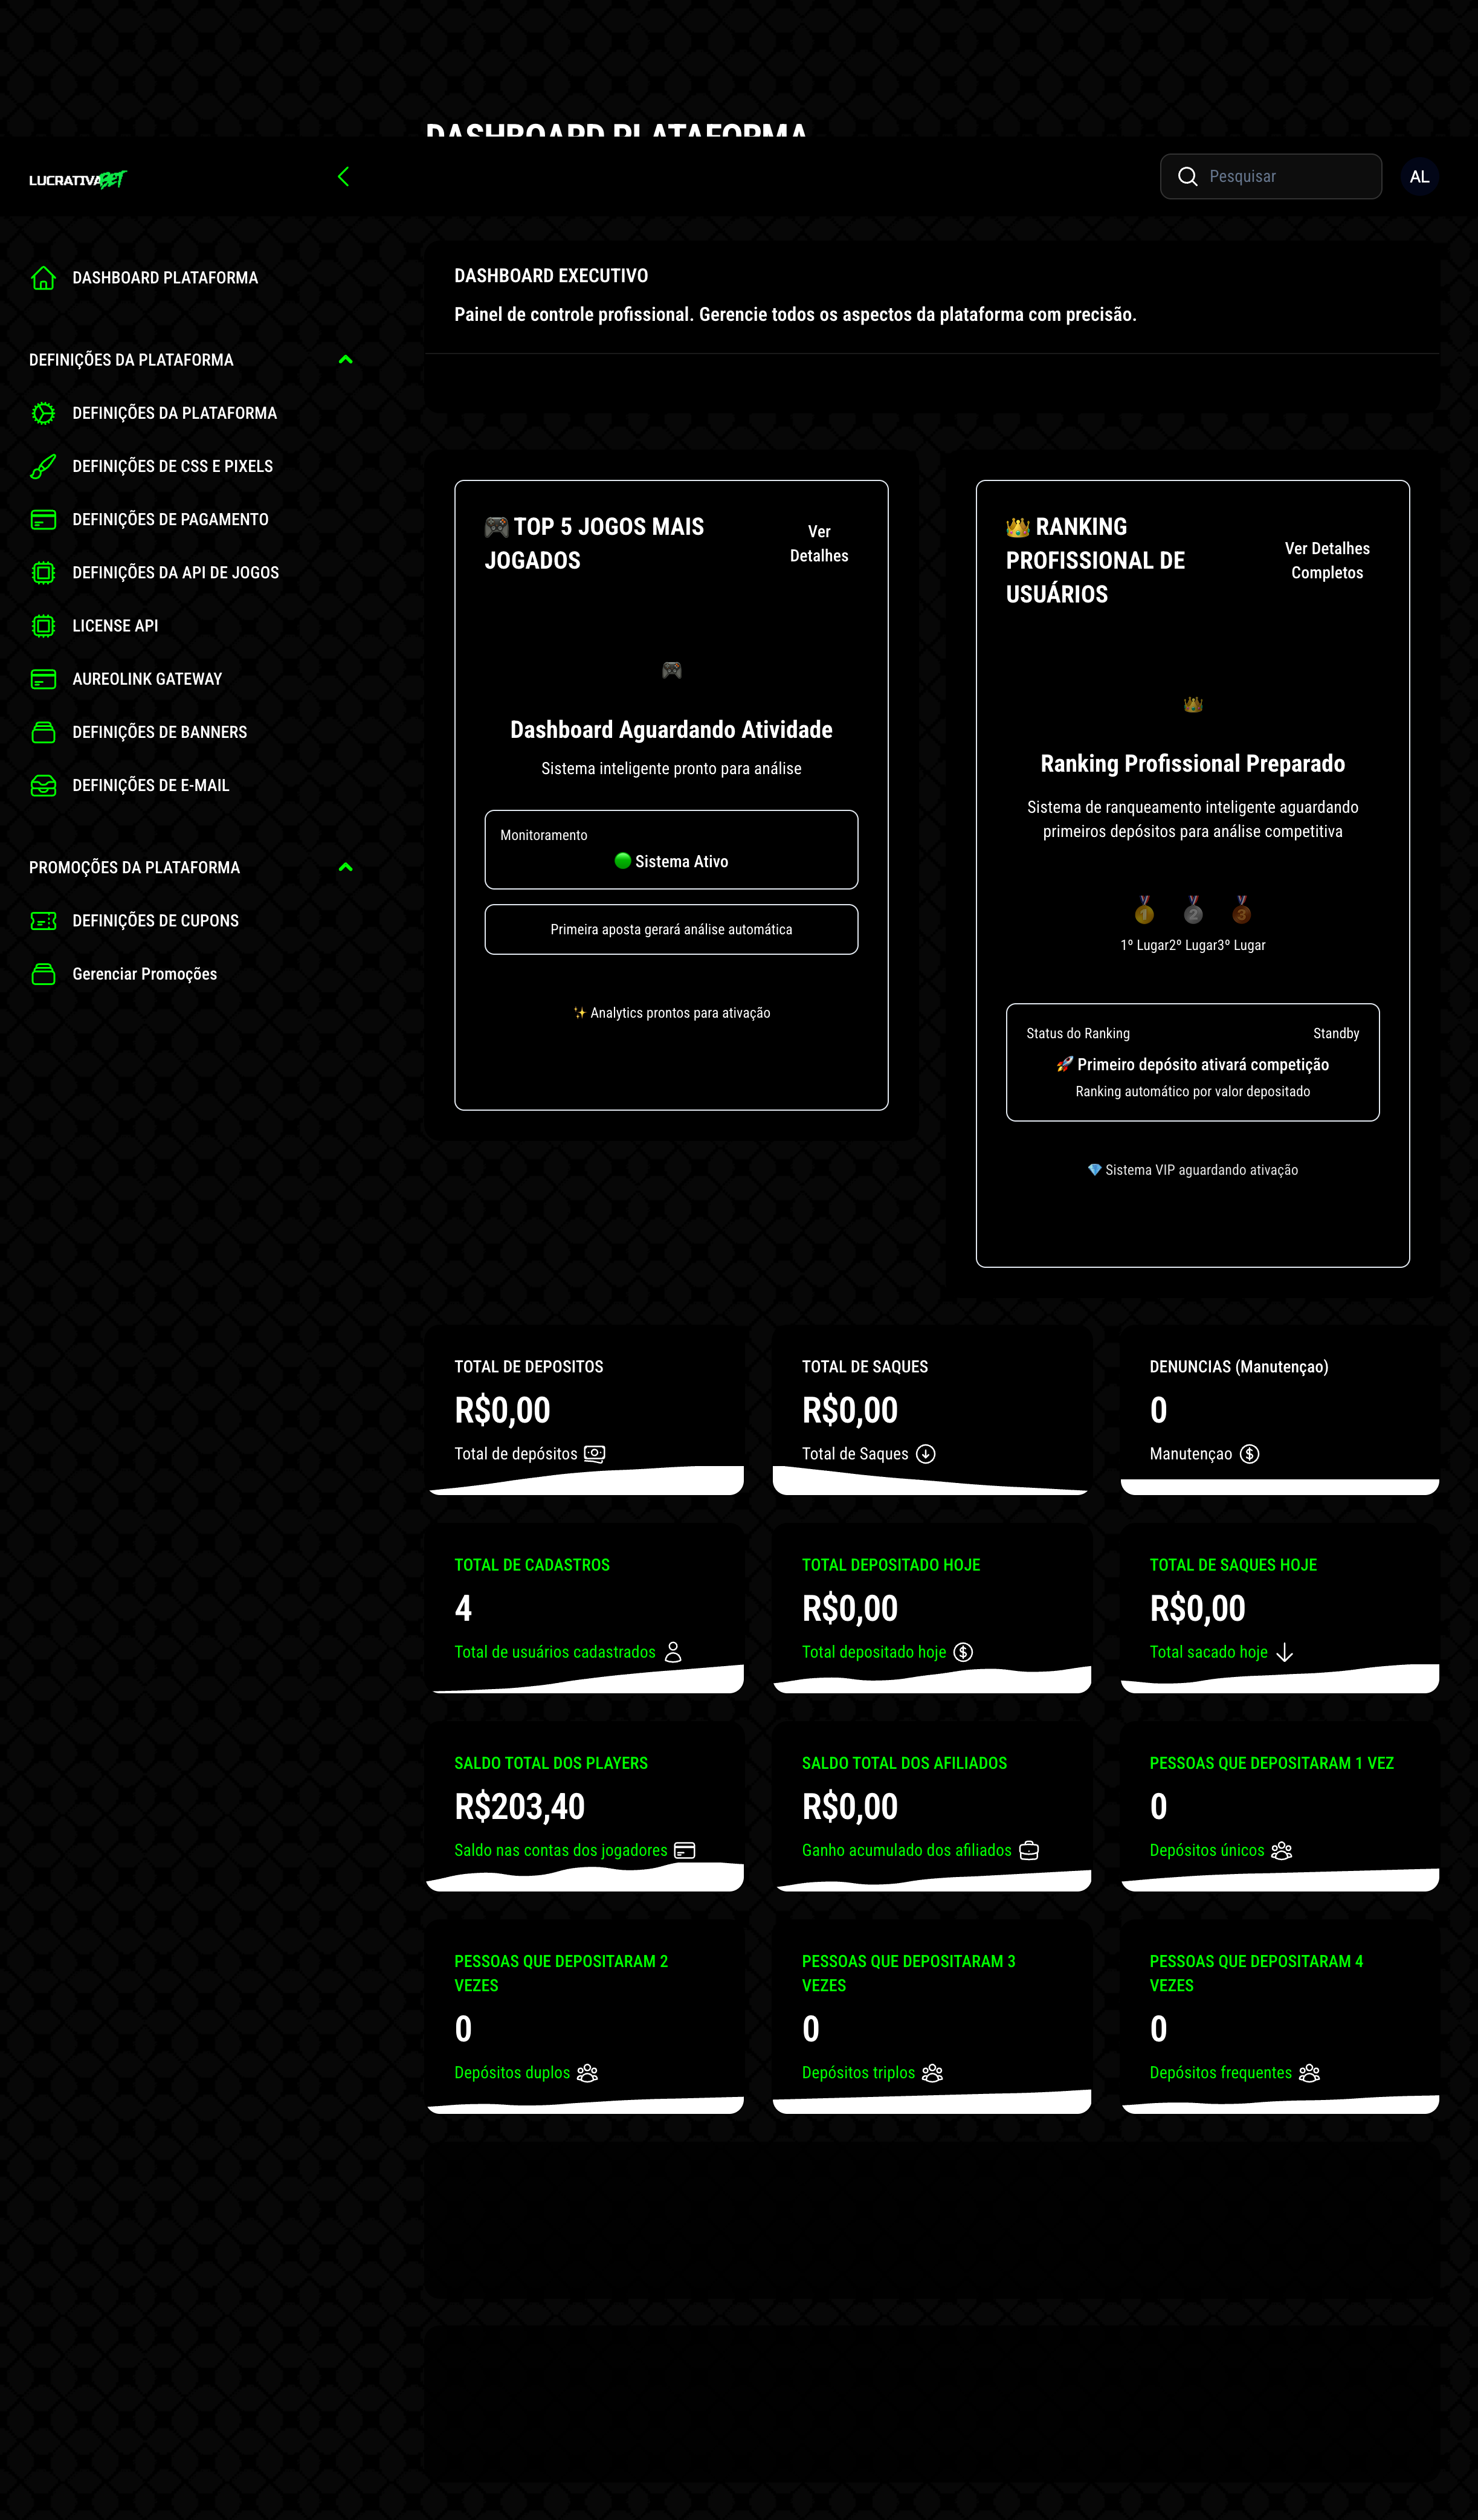 DASHBOARD PLATAFORMA
LUCRATIVABET
Pesquisar
AL
DASHBOARD PLATAFORMA
DEFINIÇÕES DA PLATAFORMA
DEFINIÇÕES DA PLATAFORMA
DEFINIÇÕES DE CSS E PIXELS
DEFINIÇÕES DE PAGAMENTO
DEFINIÇÕES DA API DE JOGOS
LICENSE API
AUREOLINK GATEWAY
DEFINIÇÕES DE BANNERS
DEFINIÇÕES DE E-MAIL
PROMOÇÕES DA PLATAFORMA
DEFINIÇÕES DE CUPONS
Gerenciar Promoções
DASHBOARD EXECUTIVO
Painel de controle profissional. Gerencie todos os aspectos da plataforma com precisão.
🎮 TOP 5 JOGOS MAIS
JOGADOS
Ver
Detalhes
🎮
Dashboard Aguardando Atividade
Sistema inteligente pronto para análise
Monitoramento
🟢 Sistema Ativo
Primeira aposta gerará análise automática
✨ Analytics prontos para ativação
👑 RANKING
PROFISSIONAL DE
USUÁRIOS
Ver Detalhes
Completos
👑
Ranking Profissional Preparado
Sistema de ranqueamento inteligente aguardando
primeiros depósitos para análise competitiva
🥇 🥈 🥉
1º Lugar2º Lugar3º Lugar
Status do Ranking Standby
🚀 Primeiro depósito ativará competição
Ranking automático por valor depositado
💎 Sistema VIP aguardando ativação
TOTAL DE DEPOSITOS
R$0,00
Total de depósitos
TOTAL DE SAQUES
R$0,00
Total de Saques
DENUNCIAS (Manutençao)
0
Manutençao
TOTAL DE CADASTROS
4
Total de usuários cadastrados
TOTAL DEPOSITADO HOJE
R$0,00
Total depositado hoje
TOTAL DE SAQUES HOJE
R$0,00
Total sacado hoje
SALDO TOTAL DOS PLAYERS
R$203,40
Saldo nas contas dos jogadores
SALDO TOTAL DOS AFILIADOS
R$0,00
Ganho acumulado dos afiliados
PESSOAS QUE DEPOSITARAM 1 VEZ
0
Depósitos únicos
PESSOAS QUE DEPOSITARAM 2
VEZES
0
Depósitos duplos
PESSOAS QUE DEPOSITARAM 3
VEZES
0
Depósitos triplos
PESSOAS QUE DEPOSITARAM 4
VEZES
0
Depósitos frequentes